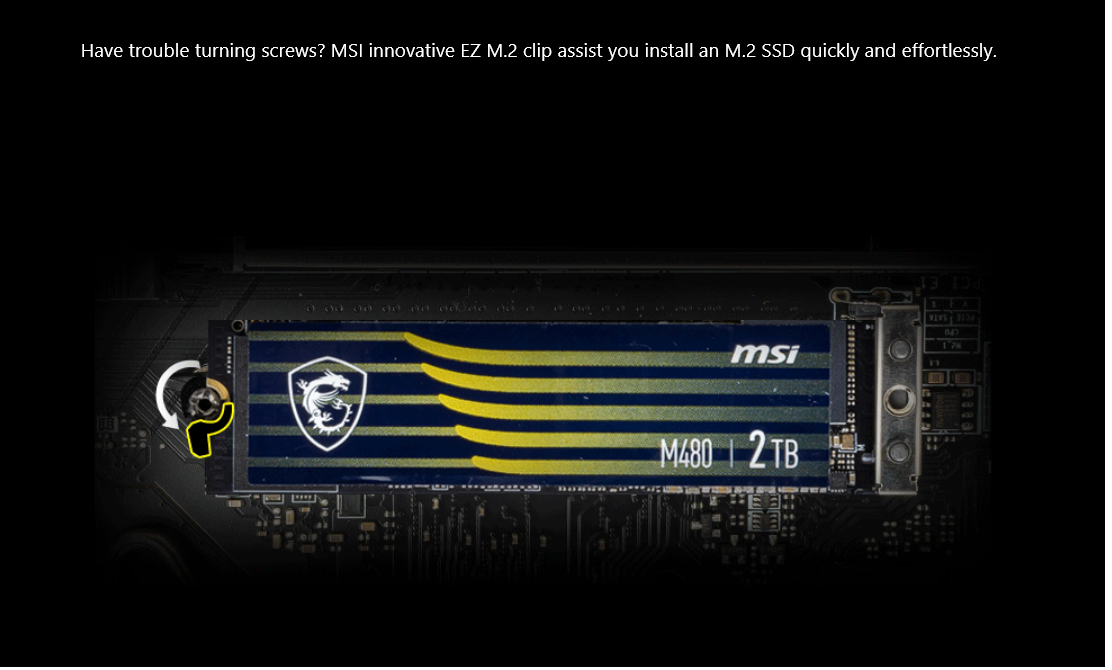 Have trouble turning screws? MSI innovative EZ M.2 clip assist you install an M.2 SSD quickly and effortlessly.
msi
M480 | 2TB